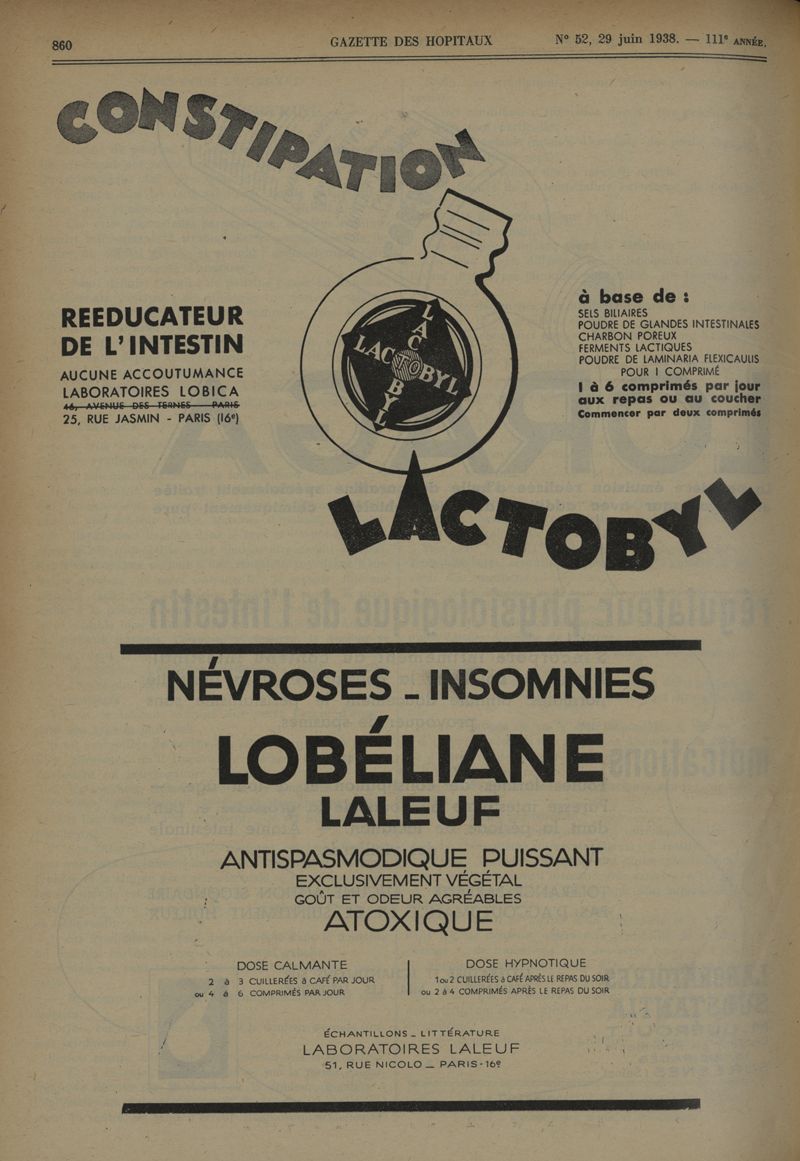 860
GAZETTE DES HOPITAUX
N° 52, 29 juin 1938. — 111e ANNÉE.
CONSTIPATION
REEDUCATEUR
DE L'INTESTIN
AUCUNE ACCOUTUMANCE
LABORATOIRES LOBICA
46, AVENUE DES TERNES - PARIS
25, RUE JASMIN - PARIS (16e)
LACTOBYL
LACTOBYL
à base de :
SELS BILIAIRES
POUDRE DE GLANDES INTESTINALES
CHARBON POREUX
FERMENTS LACTIQUES
POUDRE DE LAMINARIA FLEXICAULIS
POUR 1 COMPRIMÉ
1 à 6 comprimés par jour
aux repas ou au coucher
Commencer par deux comprimés
LACTOBYL
NÉVROSES _ INSOMNIES
LOBÉLIANE
LALEUF
ANTISPASMODIQUE PUISSANT
EXCLUSIVEMENT VÉGÉTAL
GOÛT ET ODEUR AGRÉABLES
ATOXIQUE
DOSE CALMANTE
2 à 3 CUILLERÉES à CAFÉ PAR JOUR
ou 4 à 6 COMPRIMÉS PAR JOUR
DOSE HYPNOTIQUE
1 ou 2 CUILLERÉES à CAFÉ APRÈS LE REPAS DU SOIR
ou 2 à 4 COMPRIMÉS APRÈS LE REPAS DU SOIR
ÉCHANTILLONS _ LITTÉRATURE
LABORATOIRES LALEUF
51, RUE NICOLO _ PARIS-16e